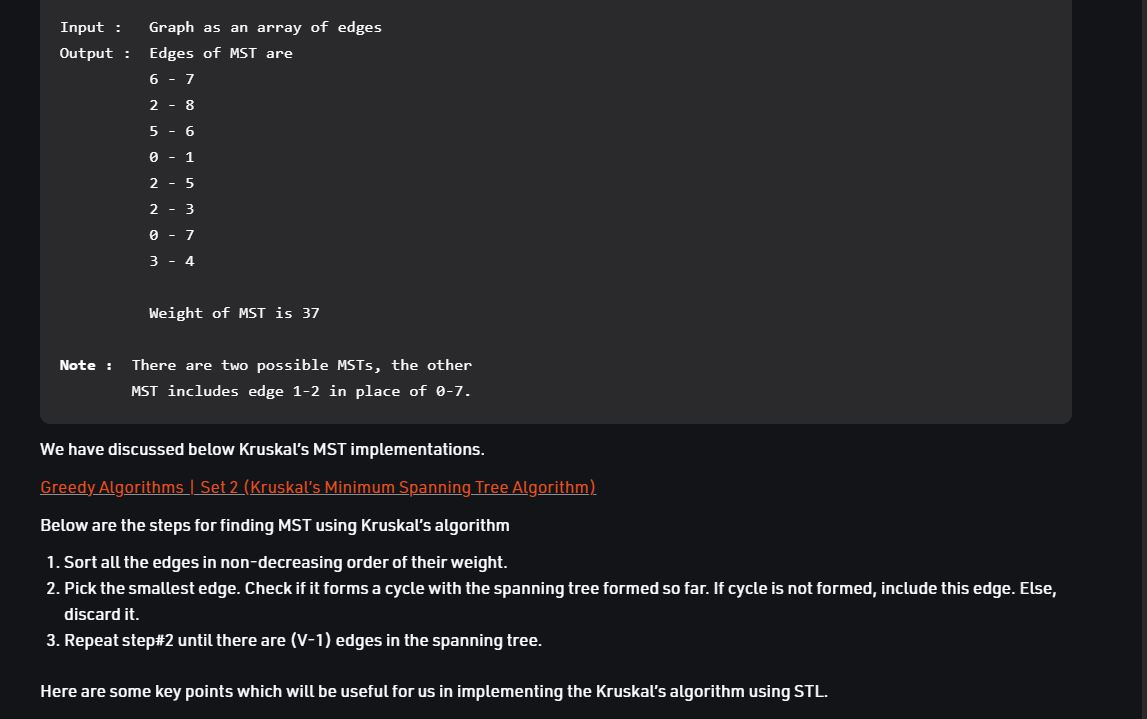 Input :   Graph as an array of edges
Output :  Edges of MST are
6 - 7
2 - 8
5 - 6
0 - 1
2 - 5
2 - 3
0 - 7
3 - 4
Weight of MST is 37
Note :  There are two possible MSTs, the other
MST includes edge 1-2 in place of 0-7.
We have discussed below Kruskal’s MST implementations.
Greedy Algorithms | Set 2 (Kruskal’s Minimum Spanning Tree Algorithm)
Below are the steps for finding MST using Kruskal’s algorithm
1. Sort all the edges in non-decreasing order of their weight.
2. Pick the smallest edge. Check if it forms a cycle with the spanning tree formed so far. If cycle is not formed, include this edge. Else,
discard it.
3. Repeat step#2 until there are (V-1) edges in the spanning tree.
Here are some key points which will be useful for us in implementing the Kruskal’s algorithm using STL.